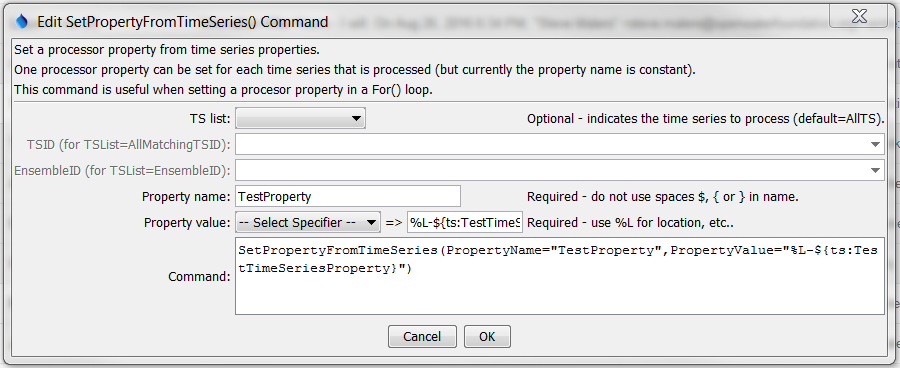 Edit SetPropertyFromTimeSeries() Command
Set a processor property from time series properties.
One processor property can be set for each time series that is processed (but currently the property name is constant).
This command is useful when setting a procesor property in a For() loop.
TS list: Optional - indicates the time series to process (default=AllTS).
TSID (for TSList=AllMatchingTSID):
EnsembleID (for TSList=EnsembleID):
Property name: TestProperty Required - do not use spaces $, { or } in name.
Property value: -- Select Specifier -- => %L-${ts:TestTimeS Required - use %L for location, etc..
SetPropertyFromTimeSeries(PropertyName="TestProperty",PropertyValue="%L-${ts:Tes
tTimeSeriesProperty}")
Command:
Cancel OK